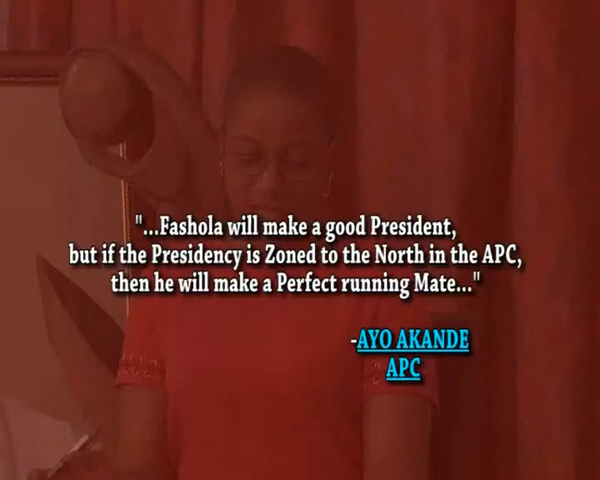 "...Fashola will make a good President,
but if the Presidency is Zoned to the North in the APC,
then he will make a Perfect running Mate..."
-AYO AKANDE
APC